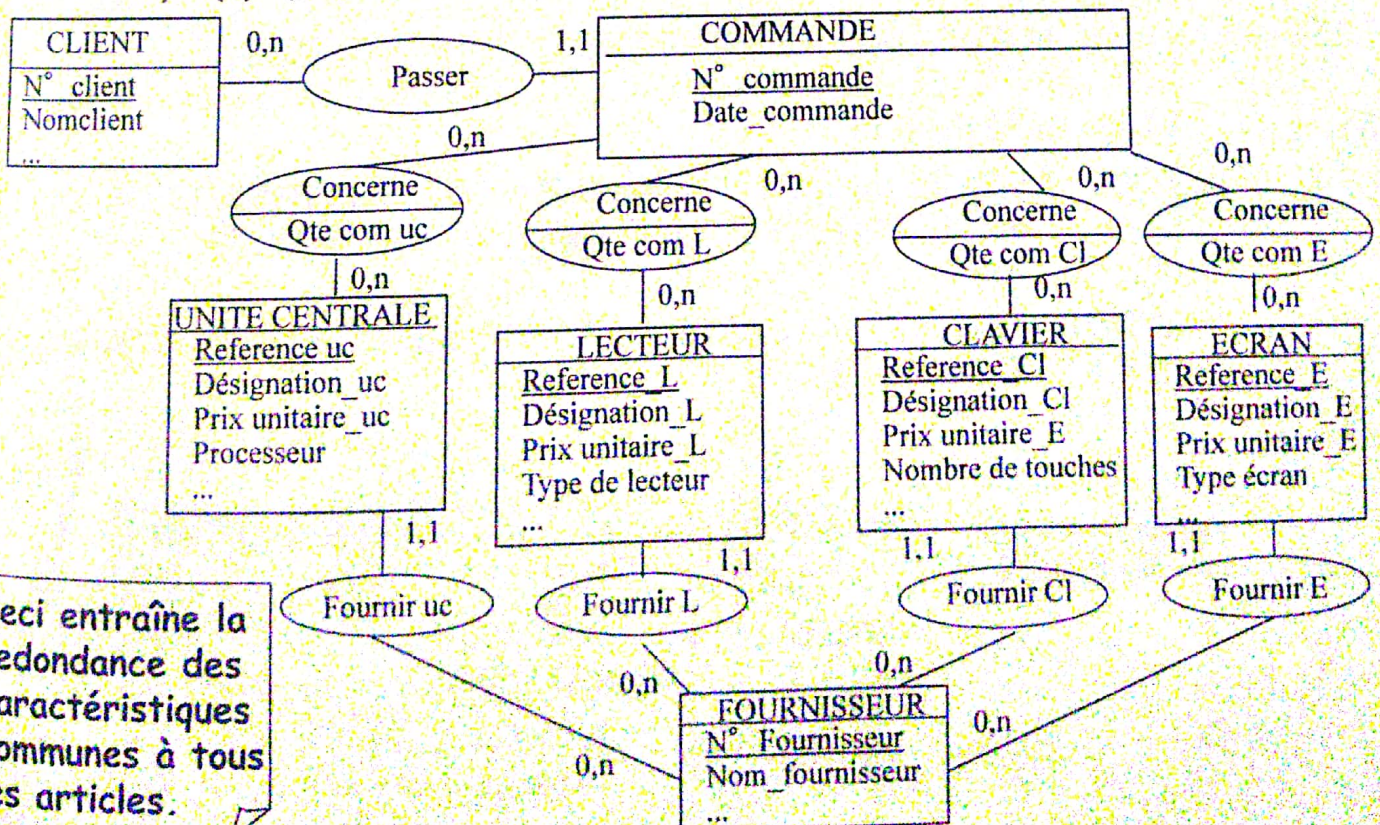 CLIENT
N° client
Nomclient
...
0,n
Passer
1,1
COMMANDE
N° commande
Date_commande
0,n
0,n
0,n
0,n
Concerne
Qte com uc
Concerne
Qte com L
Concerne
Qte com Cl
Concerne
Qte com E
0,n
0,n
0,n
0,n
UNITE CENTRALE
Reference uc
Désignation_uc
Prix unitaire_uc
Processeur
...
LECTEUR
Reference_L
Désignation_L
Prix unitaire_L
Type de lecteur
...
CLAVIER
Reference_Cl
Désignation_Cl
Prix unitaire_E
Nombre de touches
...
ECRAN
Reference_E
Désignation_E
Prix unitaire_E
Type écran
...
1,1
1,1
1,1
1,1
Fournir uc
Fournir L
Fournir Cl
Fournir E
eci entraîne la
edondance des
aractéristiques
ommunes à tous
es articles.
0,n
0,n
0,n
0,n
FOURNISSEUR
N° Fournisseur
Nom_fournisseur
...